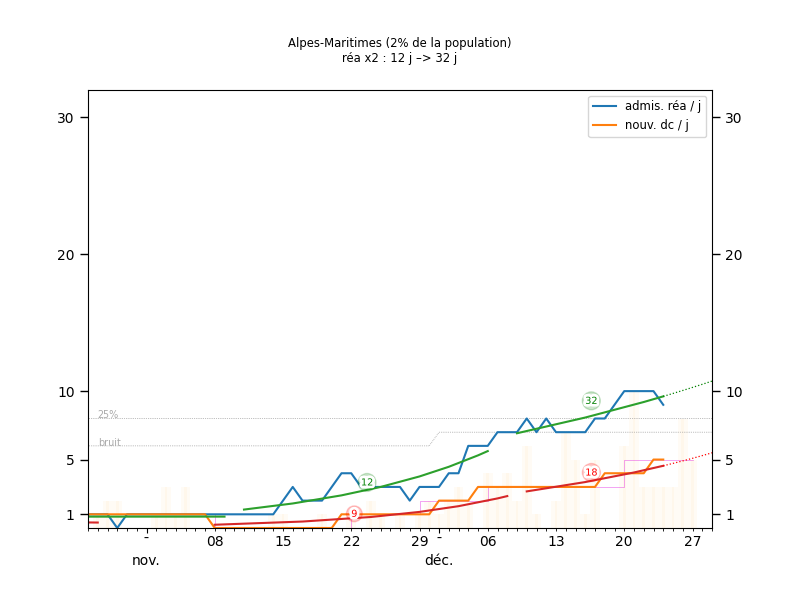 Alpes-Maritimes (2% de la population)
réa x2 : 12 j –> 32 j
admis. réa / j
nouv. dc / j
30 30
20 20
10 10
25%
bruit
5 5
1 1
32
12
18
9
08 15 22 29 06 13 20 27
nov. déc.